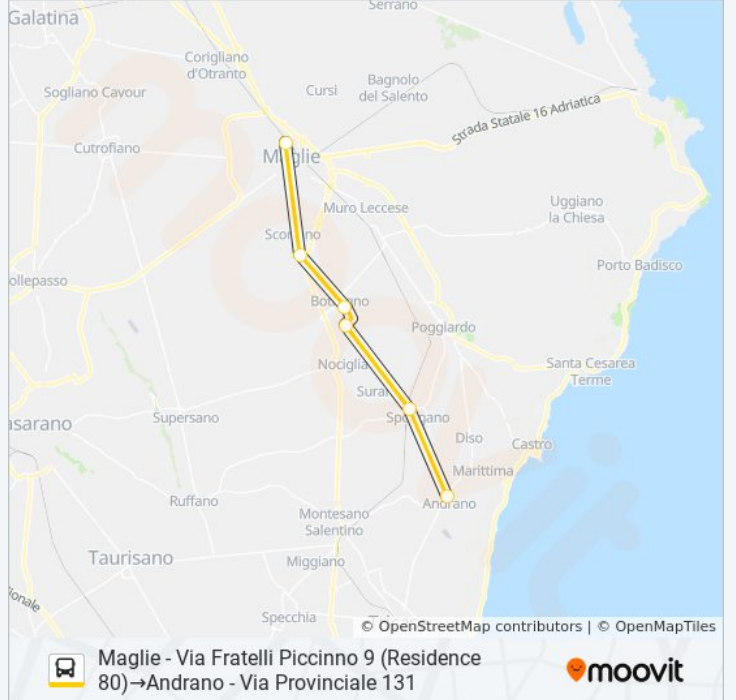 Serrano
Galatina
Corigliano
d'Otranto
Bagnolo
del Salento
Cursi
Sogliano Cavour
Strada Statale 16 Adriatica
Cutrofiano
Maglie
Uggiano
la Chiesa
Muro Leccese
Scorrano
Porto Badisco
ollepasso
Botrugno
Poggiardo
Santa Cesarea
Terme
Nociglia
Supersano
asarano
Spongano
Diso
Castro
Marittima
Ruffano
Andrano
Montesano
Salentino
Taurisano
Miggiano
ionale
Specchia
© OpenStreetMap contributors | © OpenMapTiles
Maglie - Via Fratelli Piccinno 9 (Residence
80)→Andrano - Via Provinciale 131
moovit